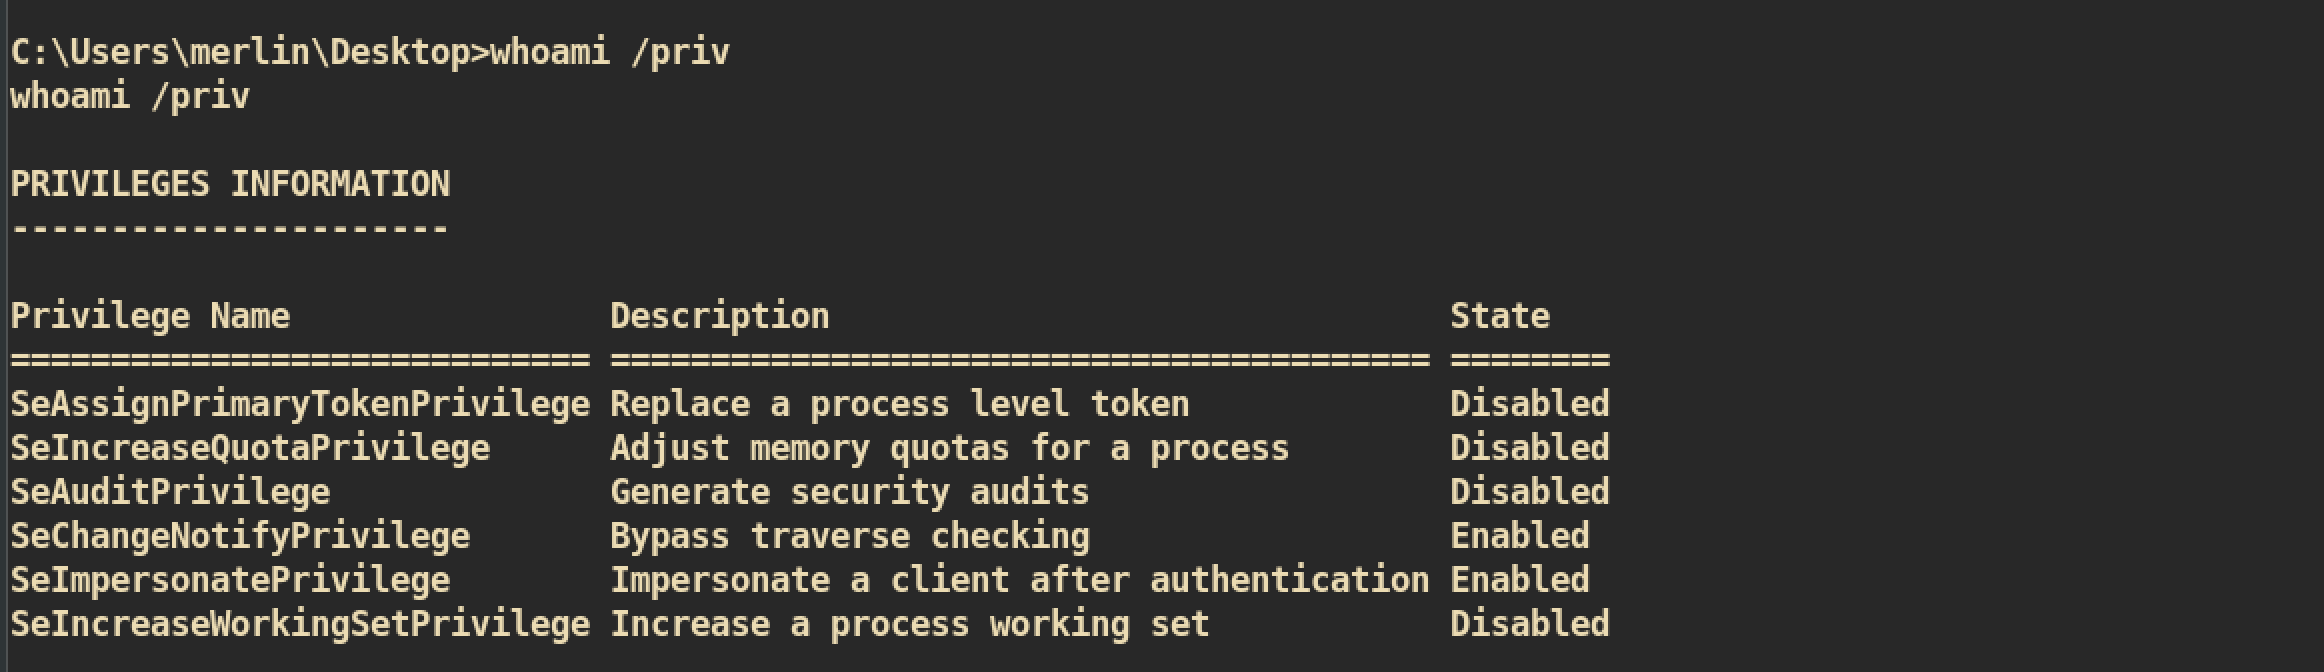 C:\Users\merlin\Desktop>whoami /priv
whoami /priv
PRIVILEGES INFORMATION
----------------------
Privilege Name                Description                               State
============================= ========================================= ========
SeAssignPrimaryTokenPrivilege Replace a process level token             Disabled
SeIncreaseQuotaPrivilege      Adjust memory quotas for a process        Disabled
SeAuditPrivilege              Generate security audits                  Disabled
SeChangeNotifyPrivilege       Bypass traverse checking                  Enabled
SeImpersonatePrivilege        Impersonate a client after authentication Enabled
SeIncreaseWorkingSetPrivilege Increase a process working set            Disabled